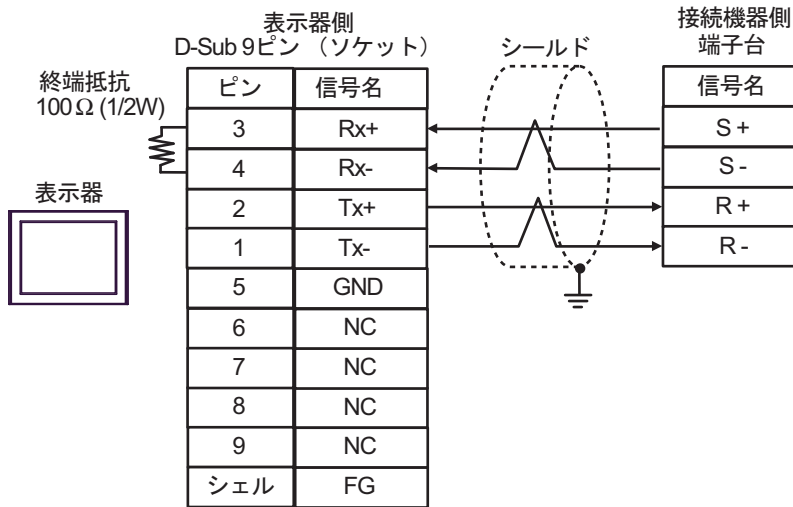 表示器側
D-Sub 9ピン （ソケット）
シールド
接続機器側
端子台
終端抵抗
100Ω (1/2W)
表示器
ピン 信号名
3 Rx+
4 Rx-
2 Tx+
1 Tx-
5 GND
6 NC
7 NC
8 NC
9 NC
シェル FG
信号名
S +
S -
R +
R -